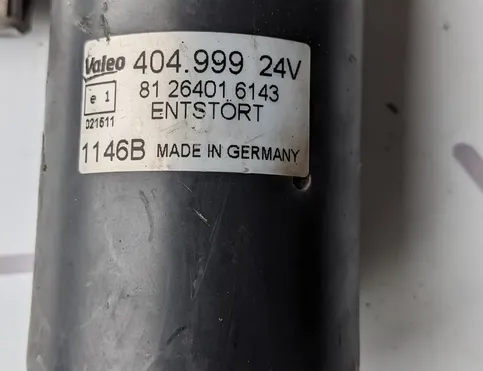 Valeo 404.999 24V
e 1 81 26401 6143
021511 ENTSTÖRT
1146B MADE IN GERMANY